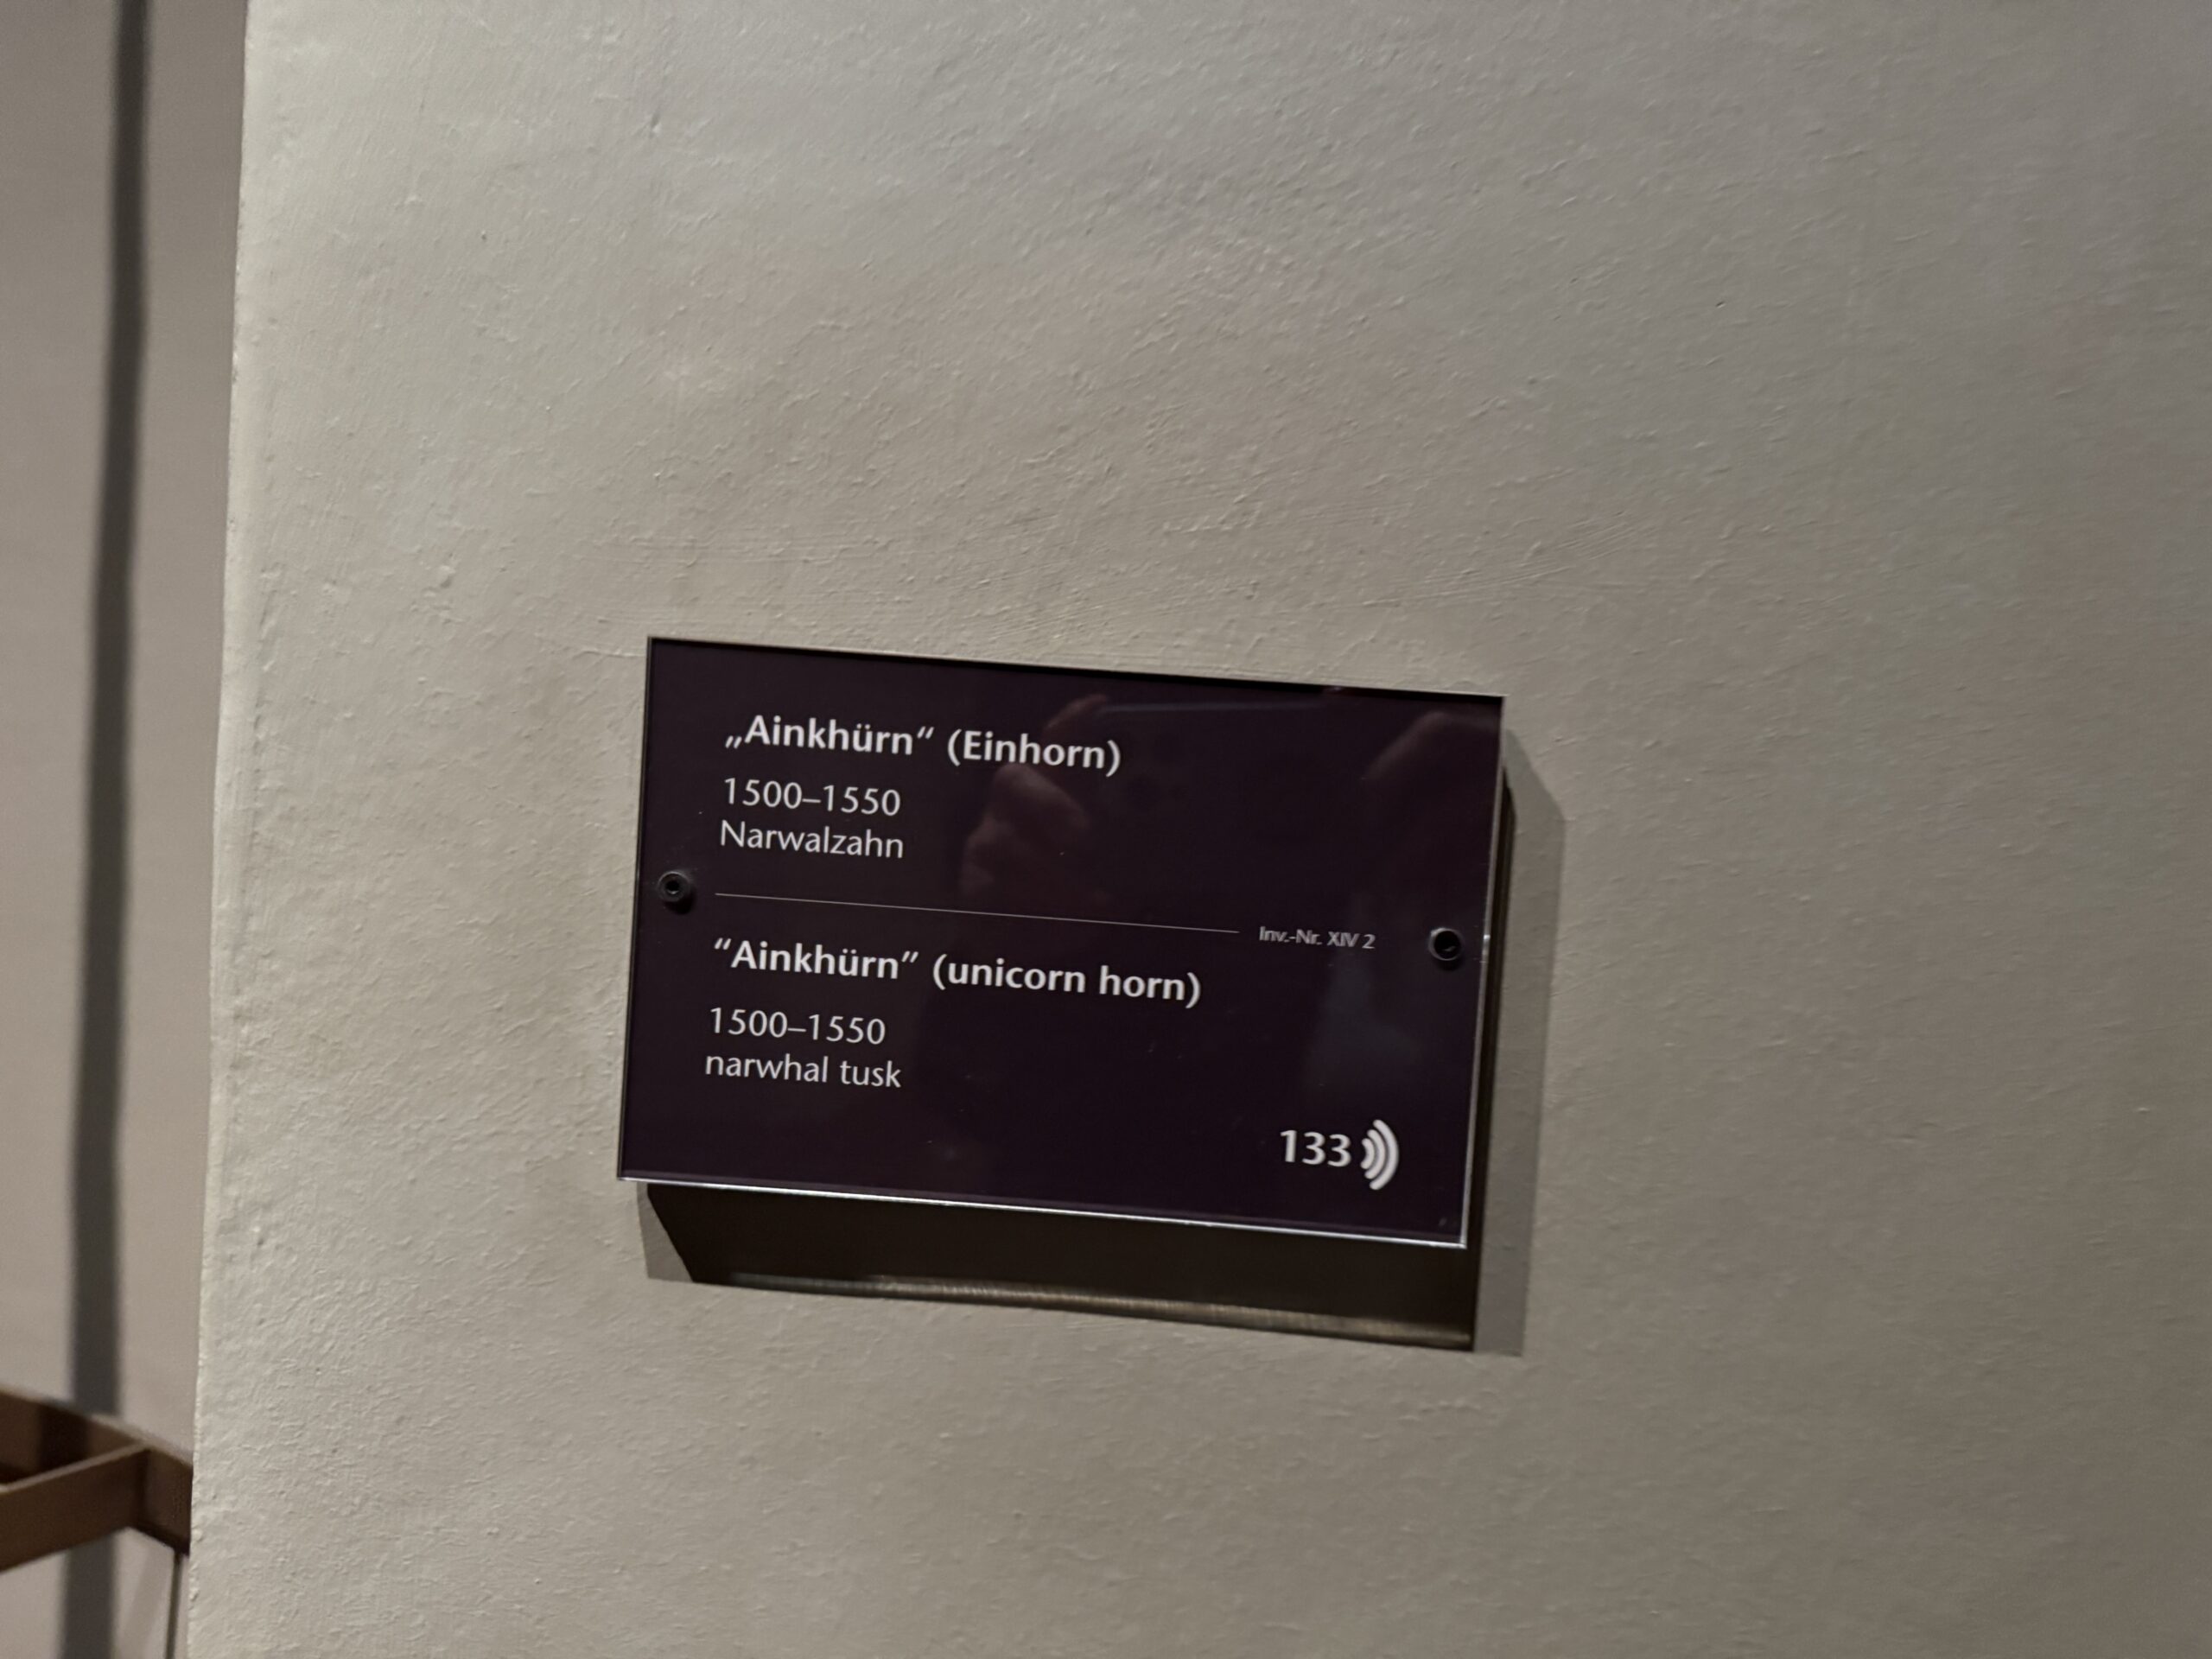 „Ainkhürn“ (Einhorn)
1500–1550
Narwalzahn
Inv.-Nr. XIV 2
“Ainkhürn” (unicorn horn)
1500–1550
narwhal tusk
133